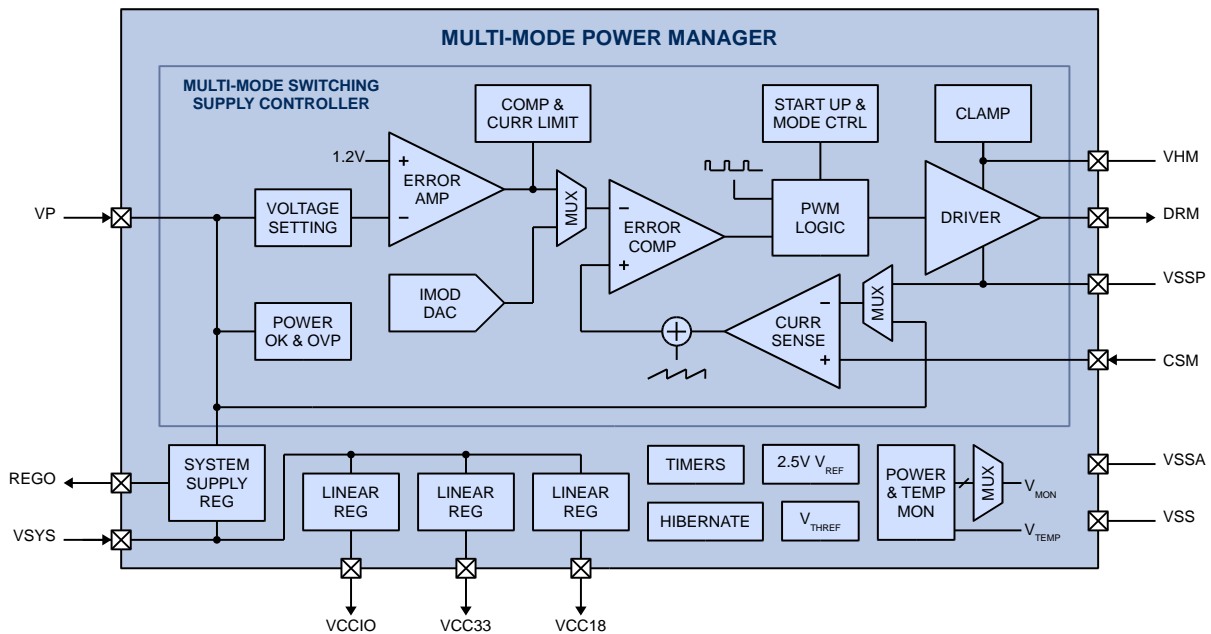 MULTI-MODE POWER MANAGER
MULTI-MODE SWITCHING
SUPPLY CONTROLLER
COMP &
CURR LIMIT
START UP &
MODE CTRL
CLAMP
1.2V
+
ERROR
AMP
−
VHM
VP
VOLTAGE
SETTING
MUX
−
ERROR
COMP
+
PWM
LOGIC
DRIVER
DRM
IMOD
DAC
MUX
VSSP
POWER
OK & OVP
+
−
CURR
SENSE
+
CSM
REGO
SYSTEM
SUPPLY
REG
LINEAR
REG
LINEAR
REG
LINEAR
REG
TIMERS
2.5V VREF
HIBERNATE
VTHREF
POWER
& TEMP
MON
MUX
VMON
VTEMP
VSSA
VSS
VSYS
VCCIO
VCC33
VCC18